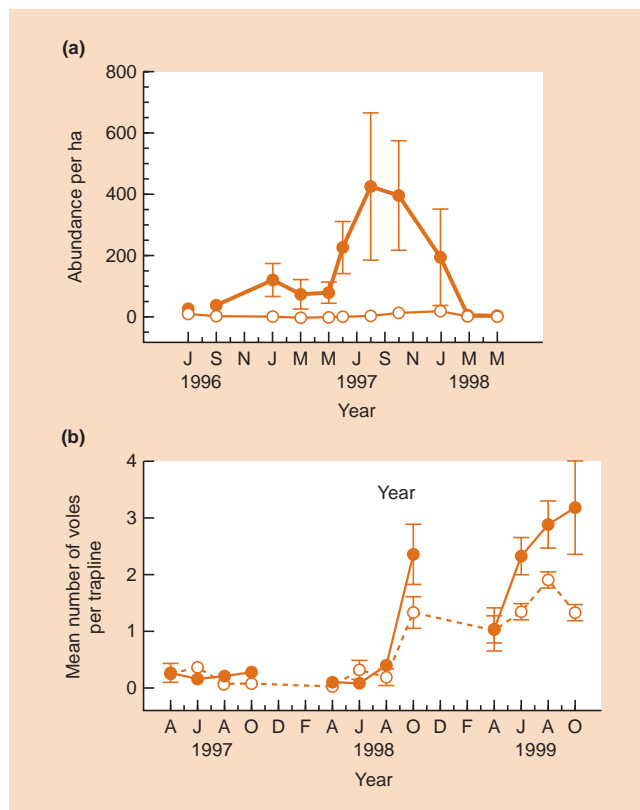 (a)
Abundance per ha
800
600
400
200
0
J S N J M M J S N J M M
1996 1997 1998
Year
(b)
Mean number of voles
per trapline
Year
4
3
2
1
0
A J A O D F A J A O D F A J A O
1997 1998 1999
Year